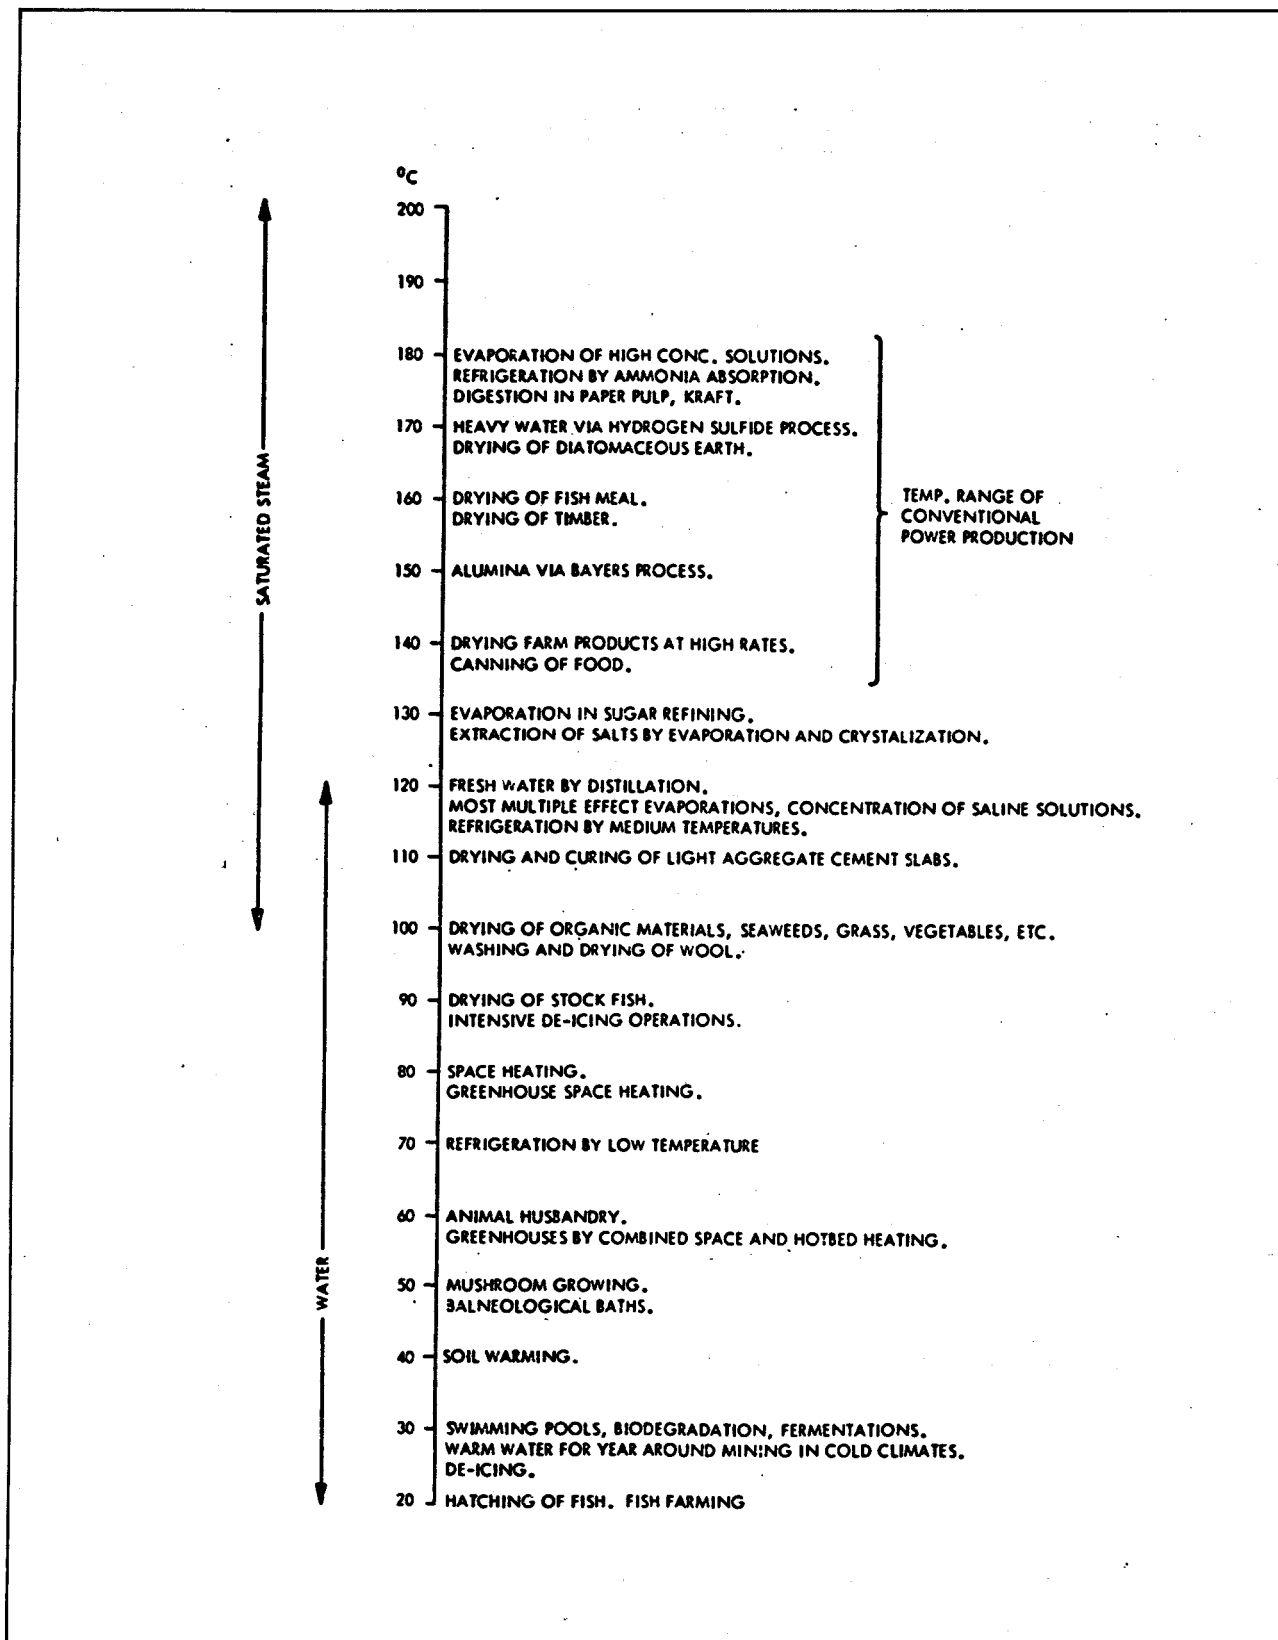 °C
200
190
180 EVAPORATION OF HIGH CONC. SOLUTIONS.
REFRIGERATION BY AMMONIA ABSORPTION.
DIGESTION IN PAPER PULP, KRAFT.
170 HEAVY WATER VIA HYDROGEN SULFIDE PROCESS.
DRYING OF DIATOMACEOUS EARTH.
160 DRYING OF FISH MEAL.
DRYING OF TIMBER.
150 ALUMINA VIA BAYERS PROCESS.
140 DRYING FARM PRODUCTS AT HIGH RATES.
CANNING OF FOOD.
TEMP. RANGE OF
CONVENTIONAL
POWER PRODUCTION
130 EVAPORATION IN SUGAR REFINING.
EXTRACTION OF SALTS BY EVAPORATION AND CRYSTALIZATION.
120 FRESH WATER BY DISTILLATION.
MOST MULTIPLE EFFECT EVAPORATIONS, CONCENTRATION OF SALINE SOLUTIONS.
REFRIGERATION BY MEDIUM TEMPERATURES.
110 DRYING AND CURING OF LIGHT AGGREGATE CEMENT SLABS.
100 DRYING OF ORGANIC MATERIALS, SEAWEEDS, GRASS, VEGETABLES, ETC.
WASHING AND DRYING OF WOOL.
90 DRYING OF STOCK FISH.
INTENSIVE DE-ICING OPERATIONS.
80 SPACE HEATING.
GREENHOUSE SPACE HEATING.
70 REFRIGERATION BY LOW TEMPERATURE
60 ANIMAL HUSBANDRY.
GREENHOUSES BY COMBINED SPACE AND HOTBED HEATING.
50 MUSHROOM GROWING.
BALNEOLOGICAL BATHS.
40 SOIL WARMING.
30 SWIMMING POOLS, BIODEGRADATION, FERMENTATIONS.
WARM WATER FOR YEAR AROUND MINING IN COLD CLIMATES.
DE-ICING.
20 HATCHING OF FISH. FISH FARMING
SATURATED STEAM
WATER